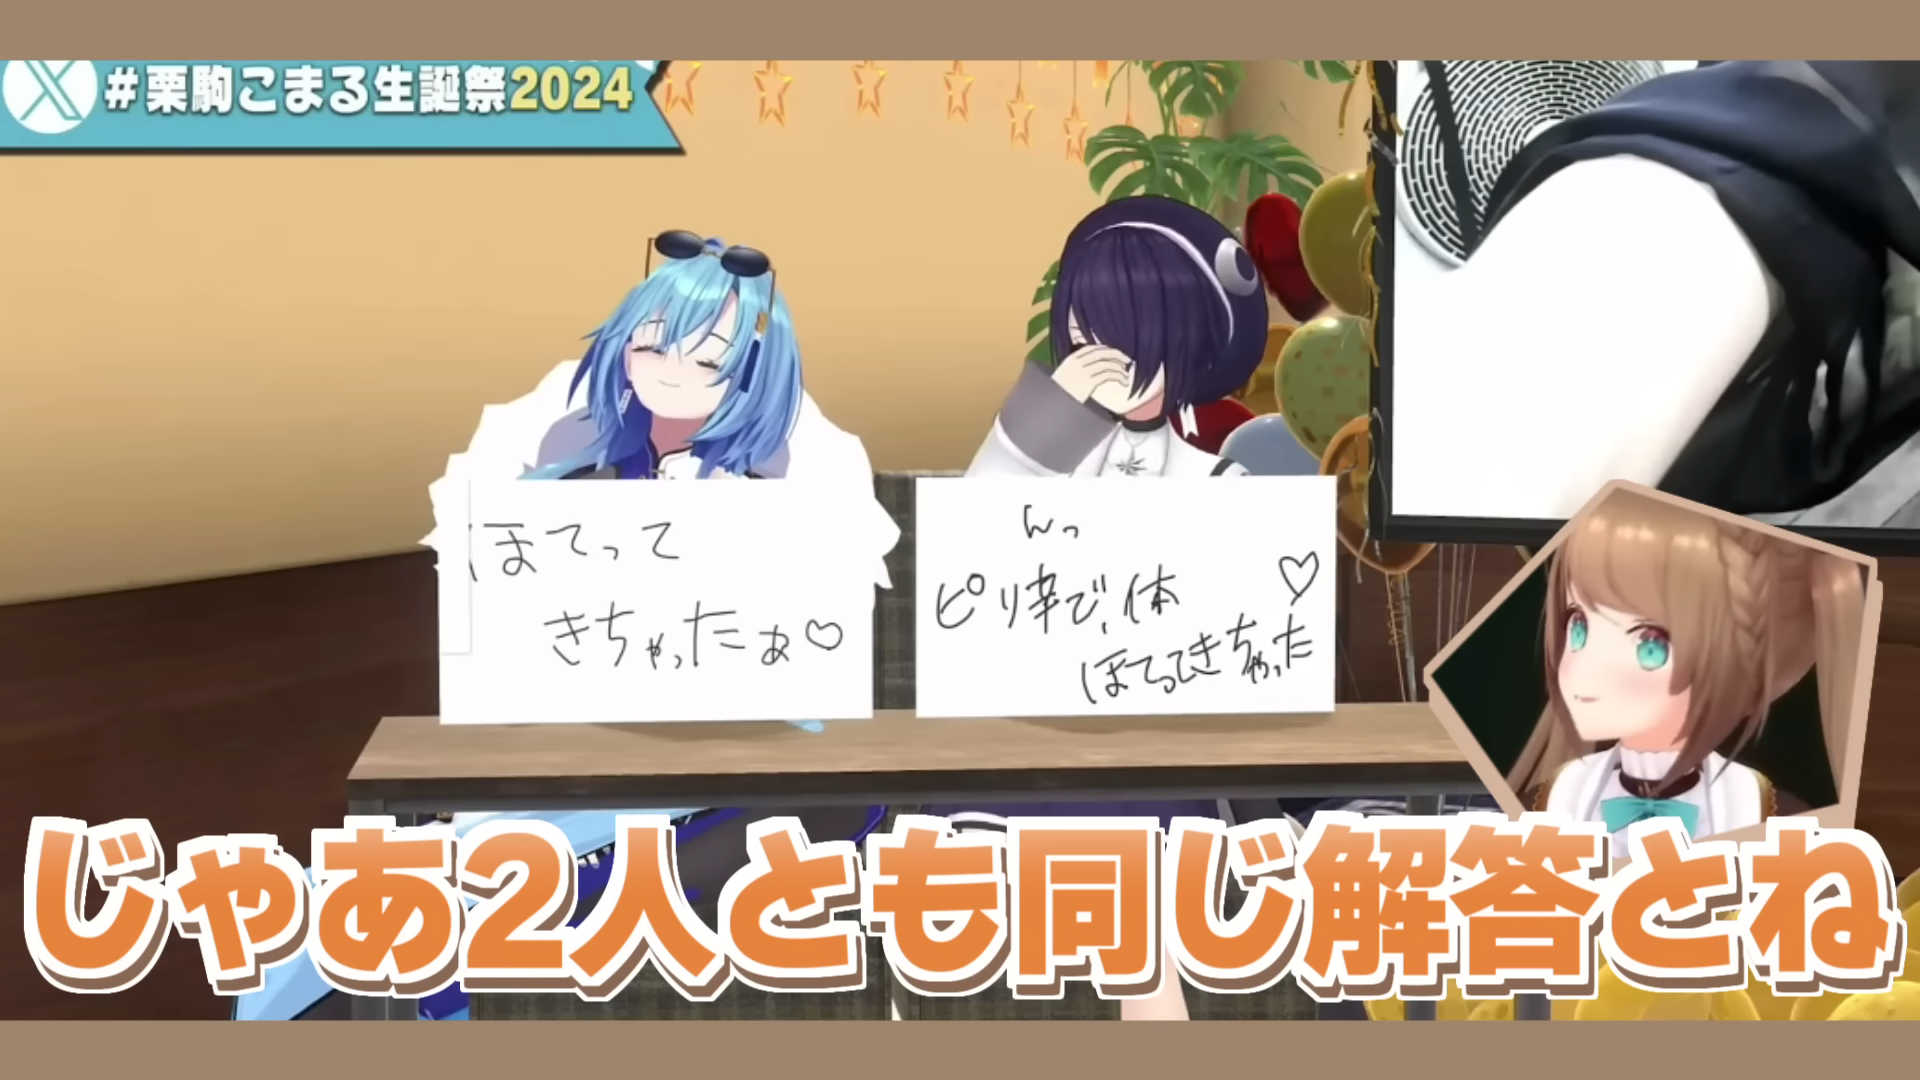 #栗駒こまる生誕祭2024
ほてって
きちゃったぁ♡
んっ
ピリ辛で、体
ほてってきちゃった♡
じゃあ2人とも同じ解答とね